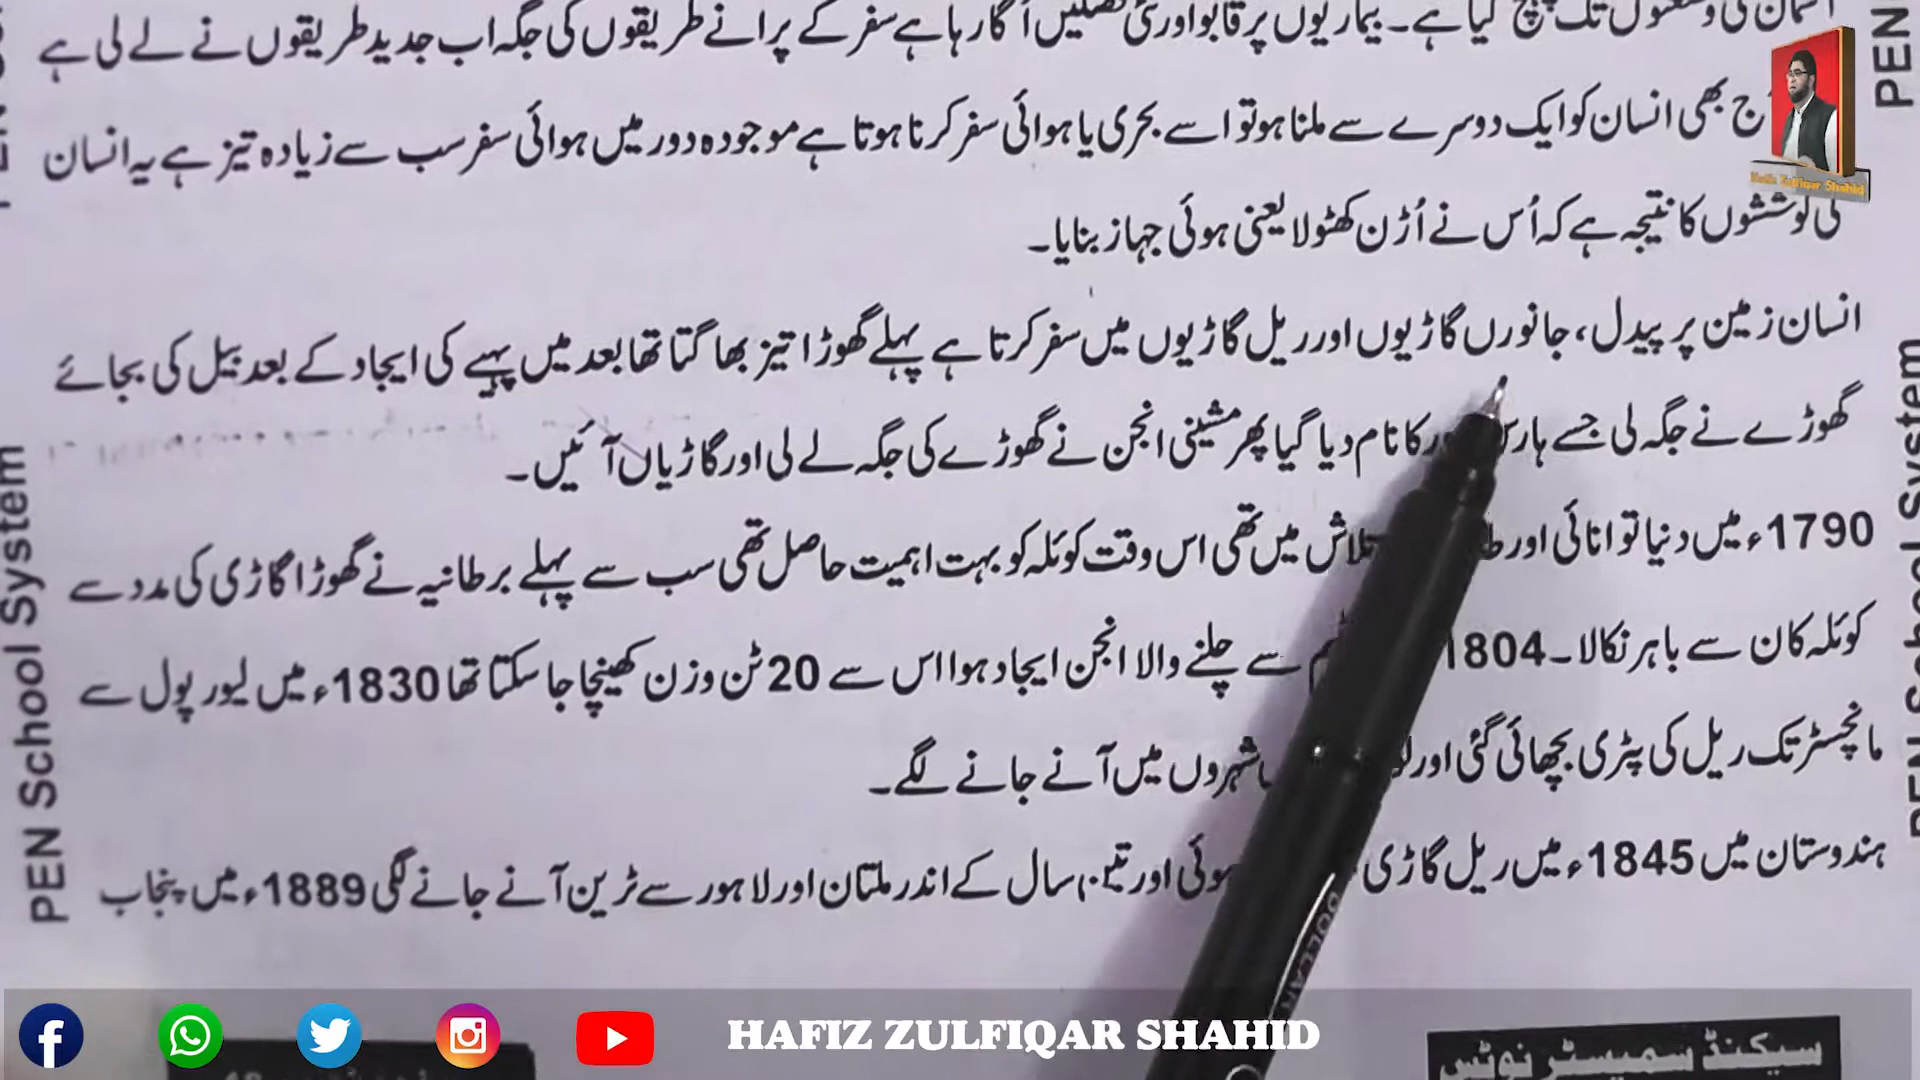 تک پہنچ گیا ہے۔ بیماریوں پر قابو اور نئی فصلیں اُگا رہا ہے سفر کے پرانے طریقوں کی جگہ اب جدید طریقوں نے لے لی ہے
بھی انسان کو ایک دوسرے سے ملنا ہو تو اسے بحری یا ہوائی سفر کرنا ہوتا ہے موجودہ دور میں ہوائی سفر سب سے زیادہ تیز ہے یہ انسان
کی کوششوں کا نتیجہ ہے کہ اُس نے اُڑن کھٹولا یعنی ہوئی جہاز بنایا۔
انسان زمین پر پیدل، جانورں گاڑیوں اور ریل گاڑیوں میں سفر کرتا ہے پہلے گھوڑا تیز بھاگتا تھا بعد میں پہیے کی ایجاد کے بعد بیل کی بجائے
گھوڑے نے جگہ لی جسے ہارس کا نام دیا گیا پھر مشینی انجن نے گھوڑے کی جگہ لے لی اور گاڑیاں آئیں۔
1790ء میں دنیا توانائی اور تلاش میں تھی اس وقت کوئلہ کو بہت اہمیت حاصل تھی سب سے پہلے برطانیہ نے گھوڑا گاڑی کی مدد سے
کوئلہ کان سے باہر نکالا۔ 1804 سے چلنے والا انجن ایجاد ہوا اس سے 20 ٹن وزن کھینچا جا سکتا تھا 1830ء میں لیور پول سے
مانچسٹر تک ریل کی پٹری بچھائی گئی اور شہروں میں آنے جانے لگے۔
ہندوستان میں 1845ء میں ریل گاڑی ہوئی اور تین سال کے اندر ملتان اور لاہور سے ٹرین آنے جانے لگی 1889ء میں پنجاب
PEN School System
PEN
PEN School System
Hafiz Zulfiqar Shahid
HAFIZ ZULFIQAR SHAHID
سیکنڈ سمیسٹر نوٹس